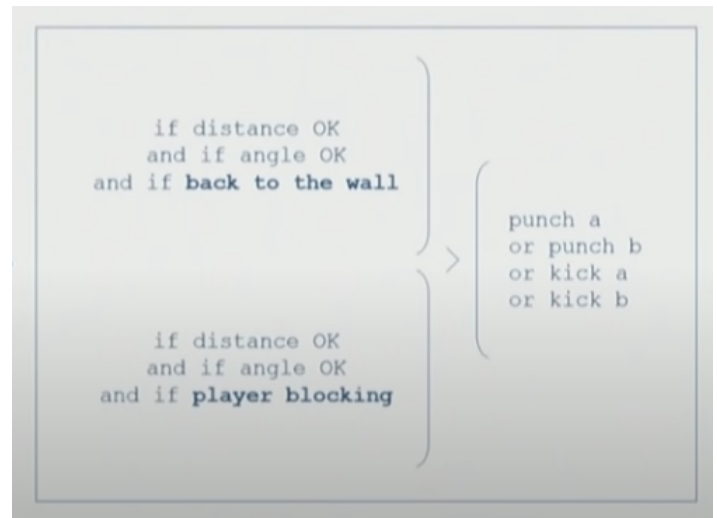 if distance OK
and if angle OK
and if back to the wall
if distance OK
and if angle OK
and if player blocking
>
punch a
or punch b
or kick a
or kick b